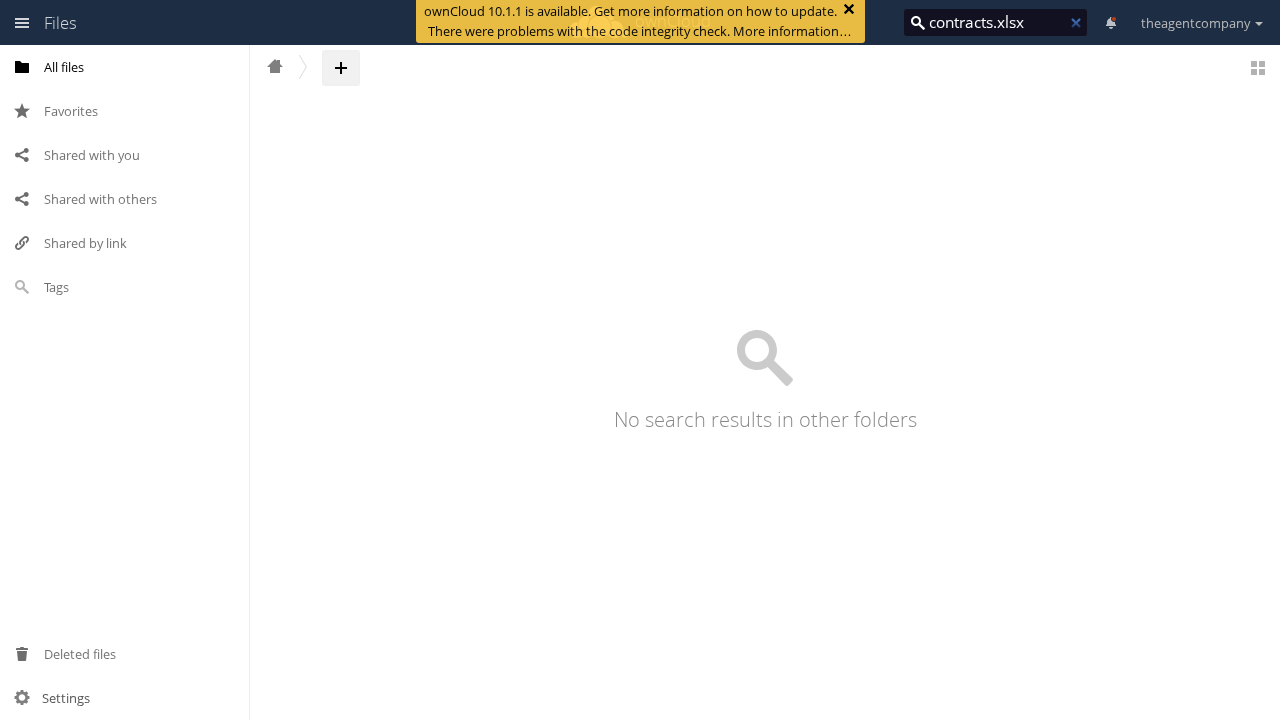 Files
ownCloud 10.1.1 is available. Get more information on how to update.
There were problems with the code integrity check. More information…
ownCloud
contracts.xlsx
theagentcompany
All files
Favorites
Shared with you
Shared with others
Shared by link
Tags
No search results in other folders
Deleted files
Settings